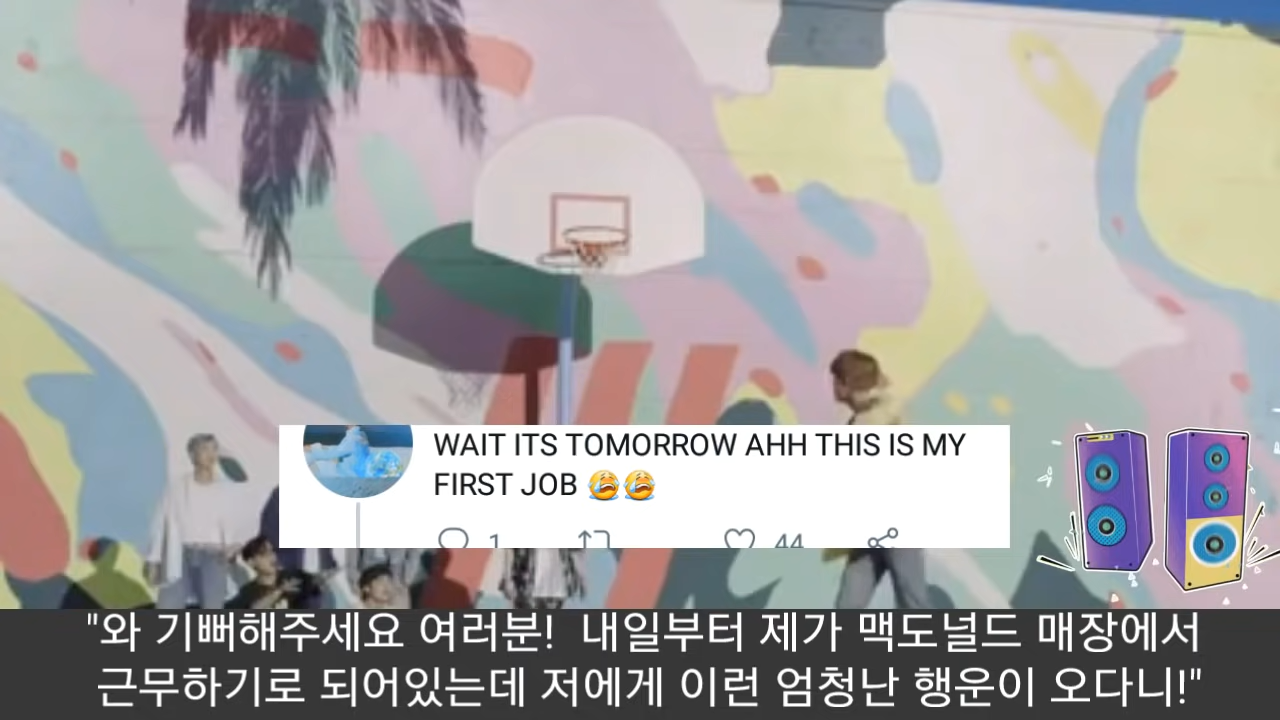 WAIT ITS TOMORROW AHH THIS IS MY
FIRST JOB 😭😭
1 44
"와 기뻐해주세요 여러분! 내일부터 제가 맥도널드 매장에서
근무하기로 되어있는데 저에게 이런 엄청난 행운이 오다니!"